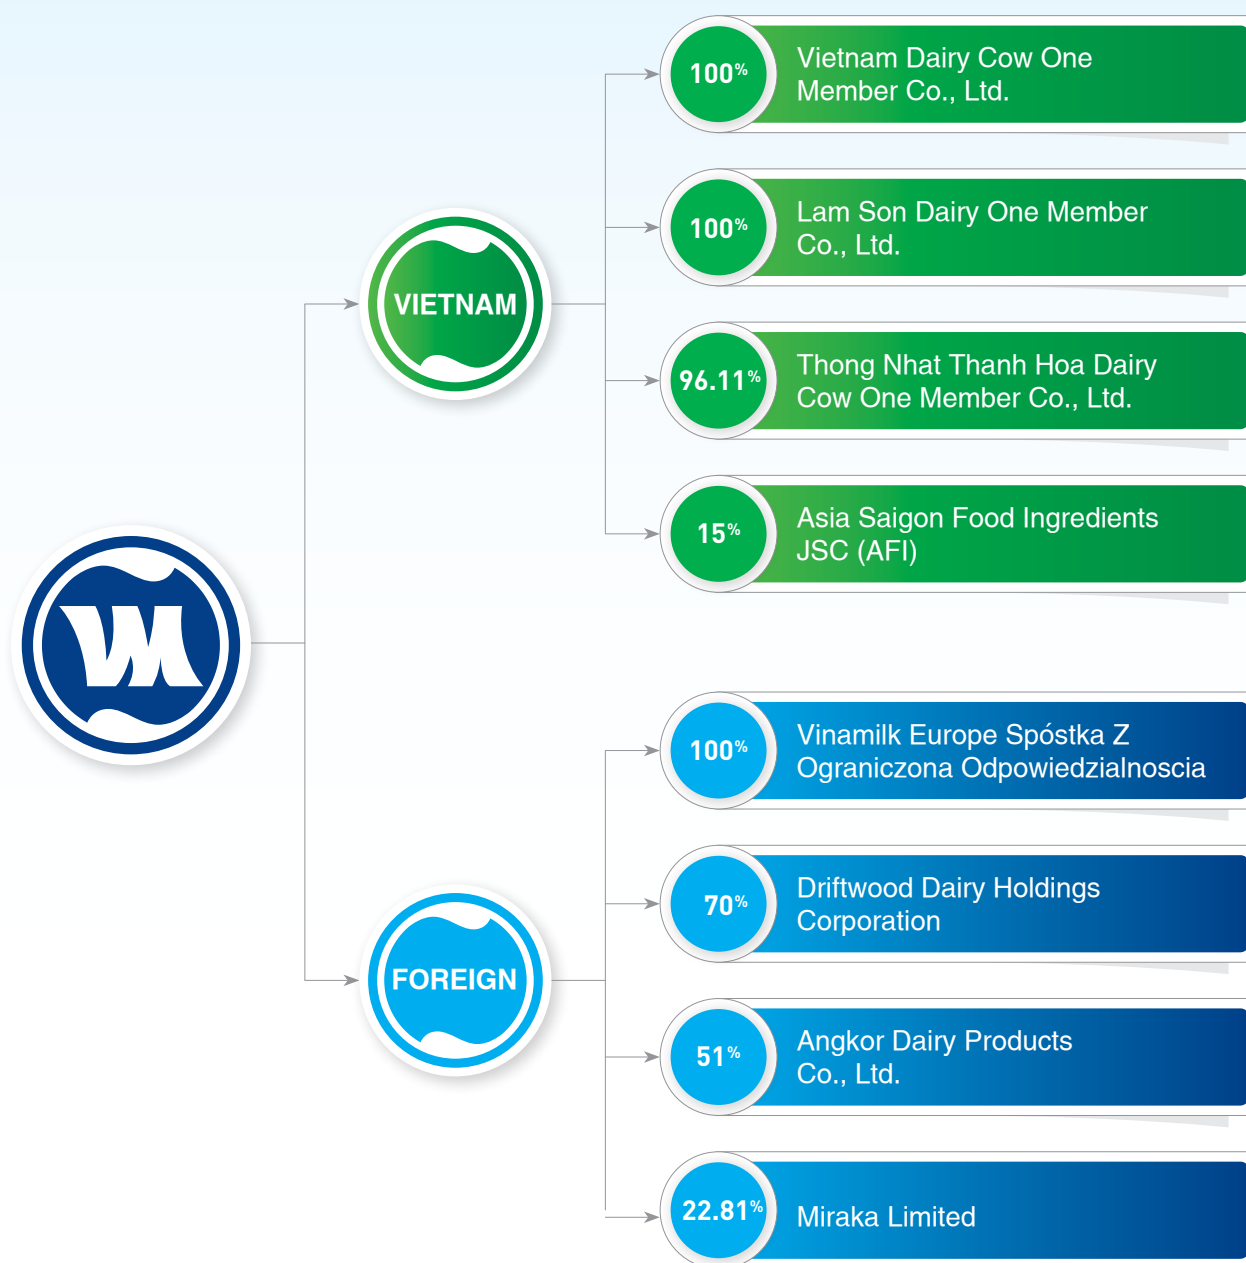 100%
Vietnam Dairy Cow One
Member Co., Ltd.
100%
Lam Son Dairy One Member
Co., Ltd.
VIETNAM
96.11%
Thong Nhat Thanh Hoa Dairy
Cow One Member Co., Ltd.
15%
Asia Saigon Food Ingredients
JSC (AFI)
VM
100%
Vinamilk Europe Spóstka Z
Ograniczona Odpowiedzialnoscia
70%
Driftwood Dairy Holdings
Corporation
FOREIGN
51%
Angkor Dairy Products
Co., Ltd.
22.81%
Miraka Limited